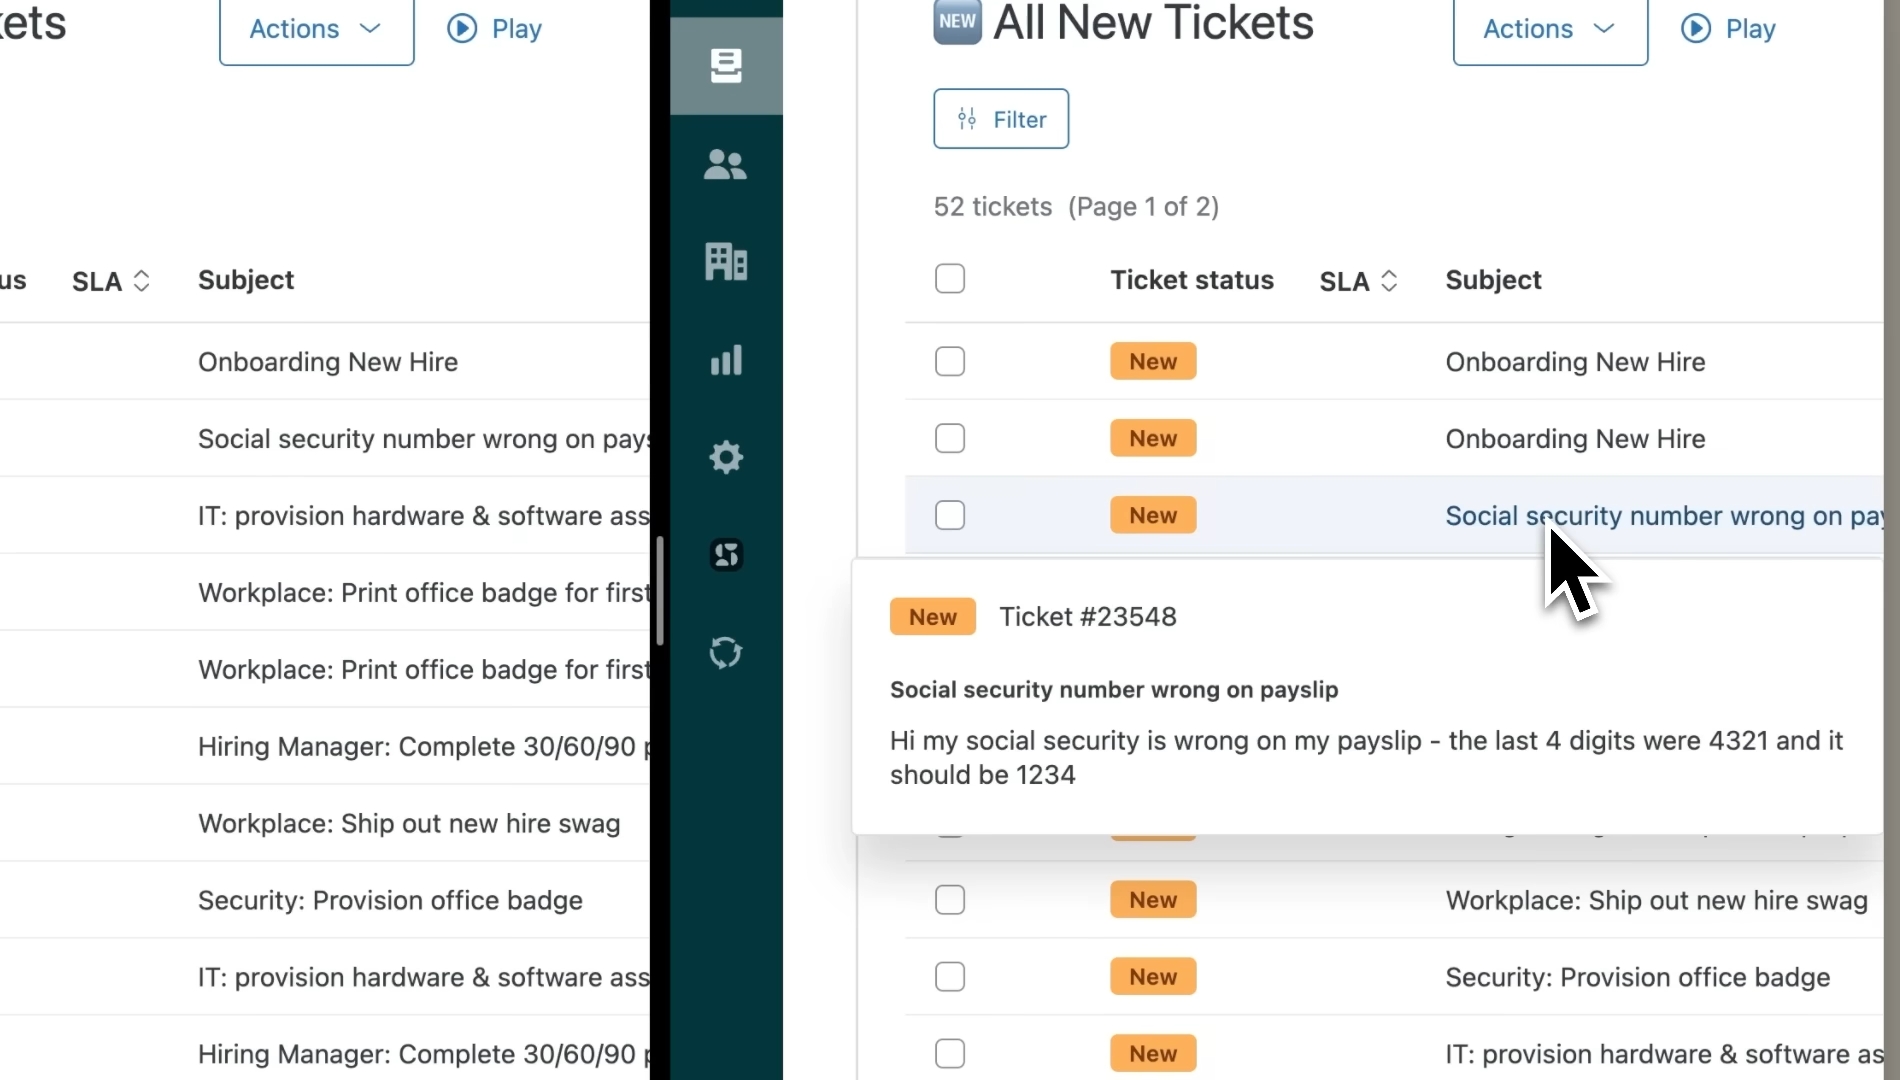 kets
Actions
Play
us
SLA
Subject
Onboarding New Hire
Social security number wrong on pays
IT: provision hardware & software ass
Workplace: Print office badge for first
Workplace: Print office badge for first
Hiring Manager: Complete 30/60/90 p
Workplace: Ship out new hire swag
Security: Provision office badge
IT: provision hardware & software ass
Hiring Manager: Complete 30/60/90 p
NEW All New Tickets
Actions
Play
Filter
52 tickets (Page 1 of 2)
Ticket status
SLA
Subject
New
Onboarding New Hire
New
Onboarding New Hire
New
Social security number wrong on pay
New
Ticket #23548
Social security number wrong on payslip
Hi my social security is wrong on my payslip - the last 4 digits were 4321 and it
should be 1234
New
Workplace: Ship out new hire swag
New
Security: Provision office badge
New
IT: provision hardware & software as